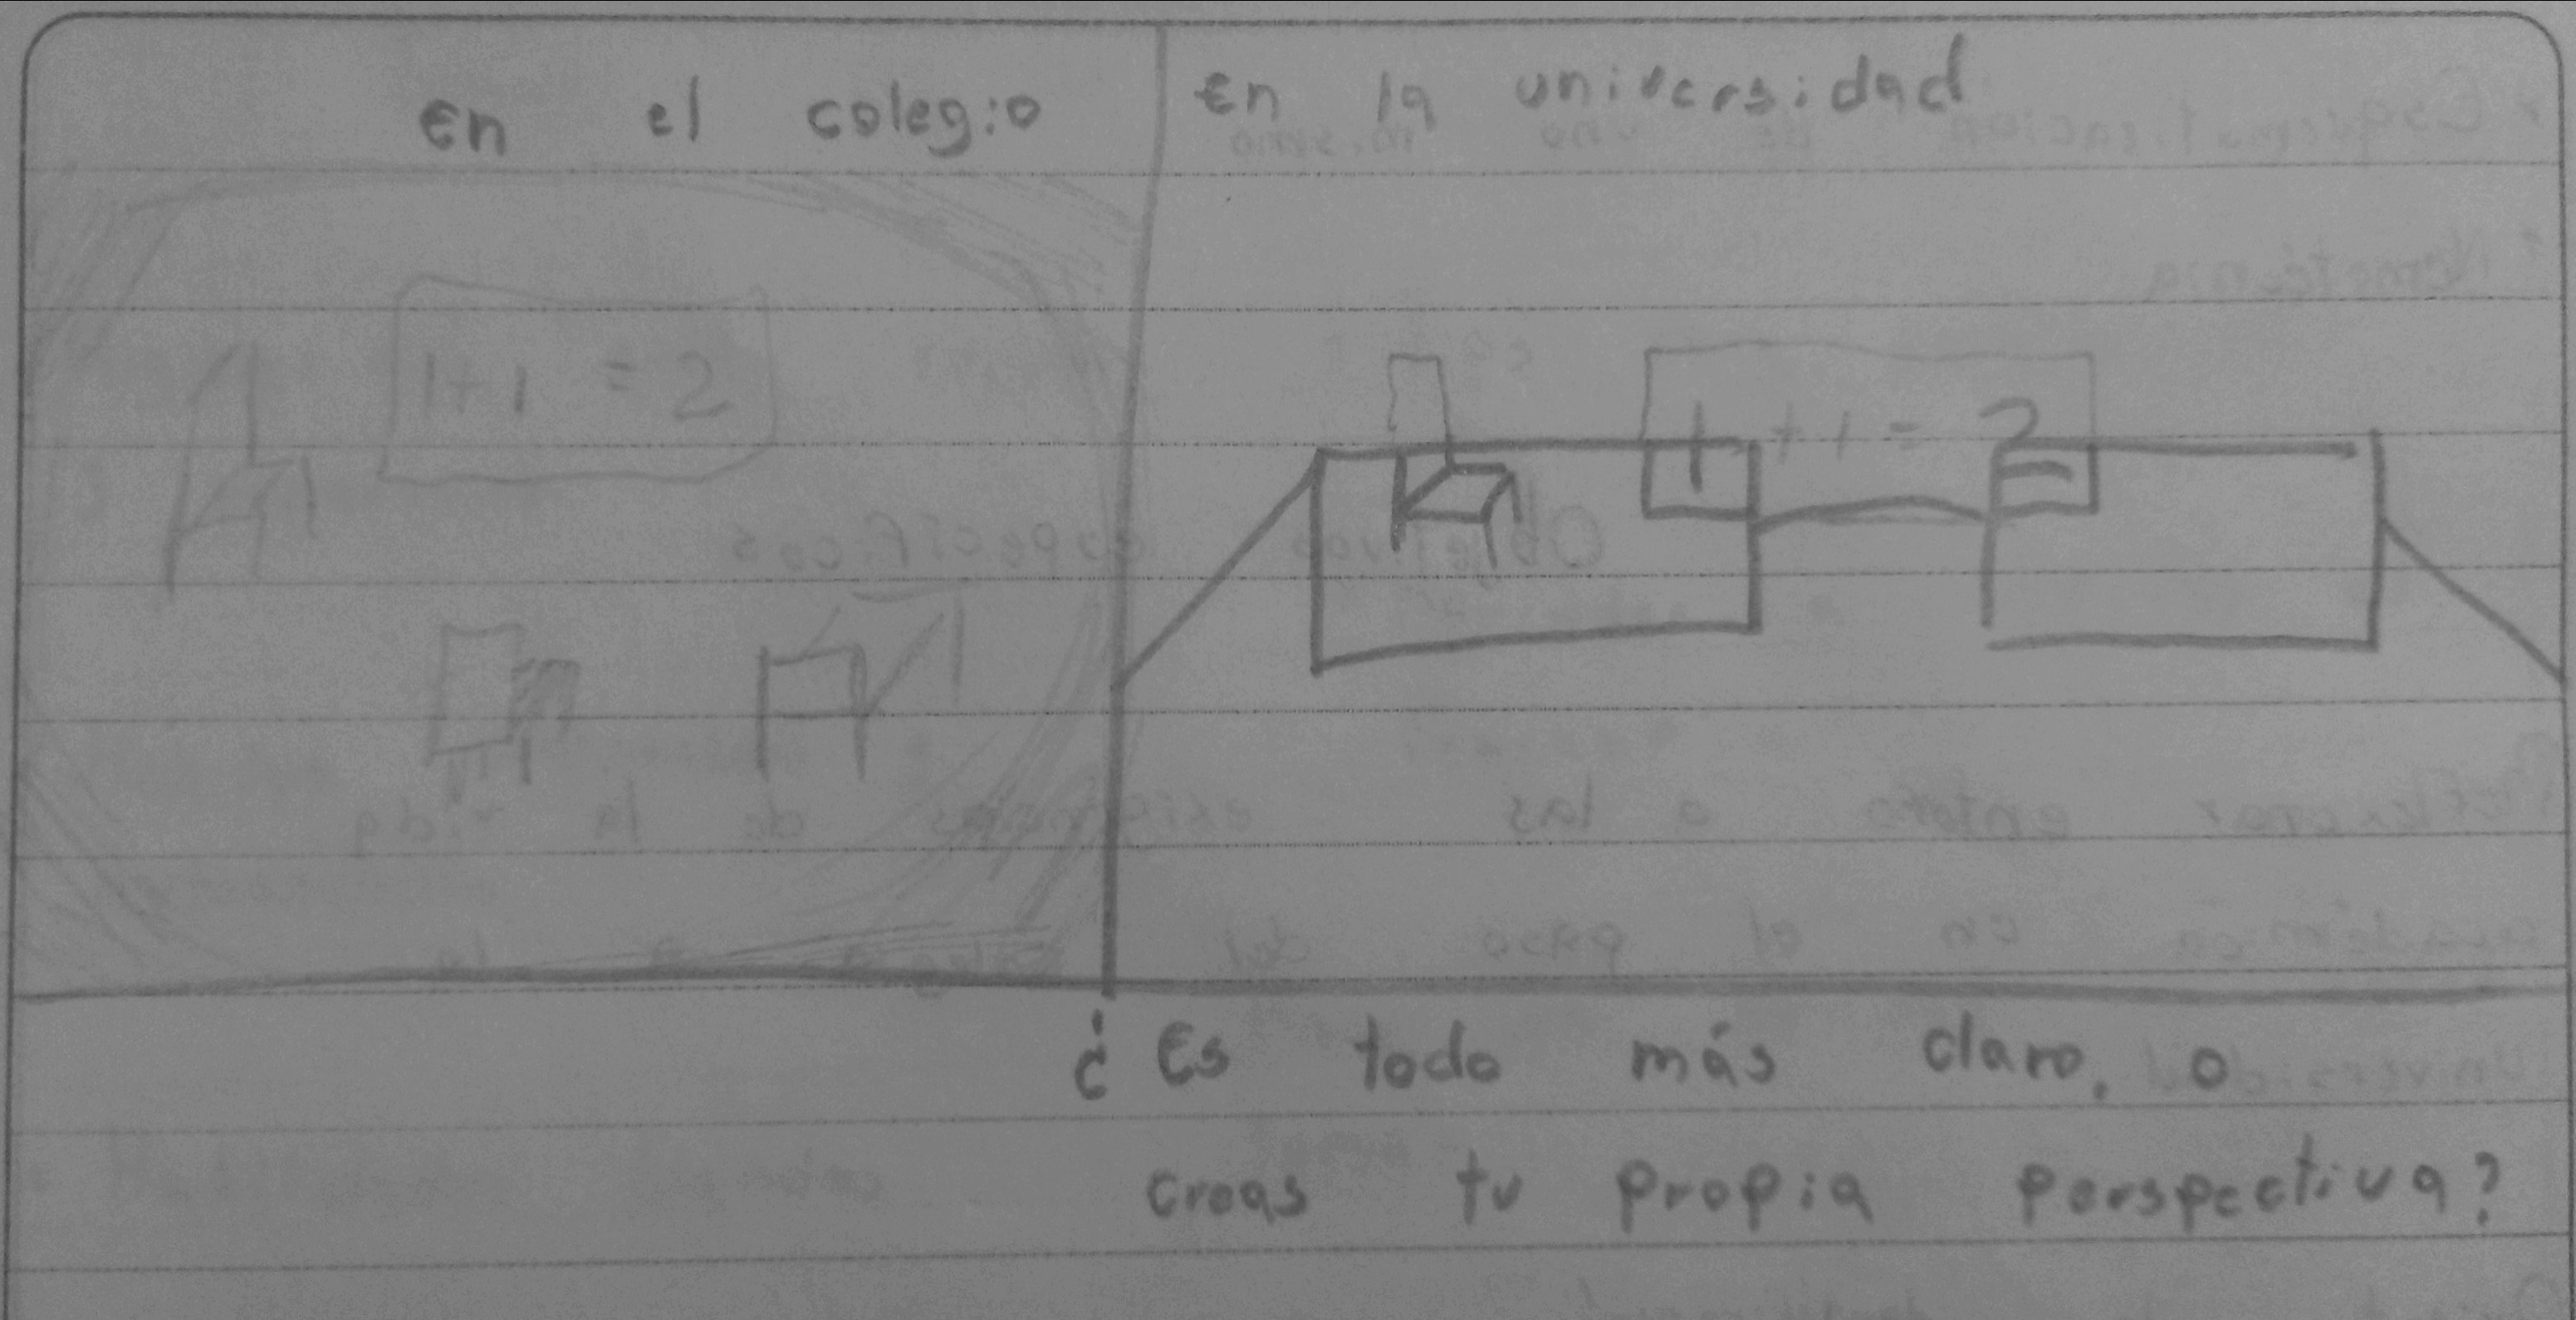 en el colegio
En la universidad
1+1 = 2
1 + 1 = 2
¿Es todo más claro, o
creas tu propia perspectiva?